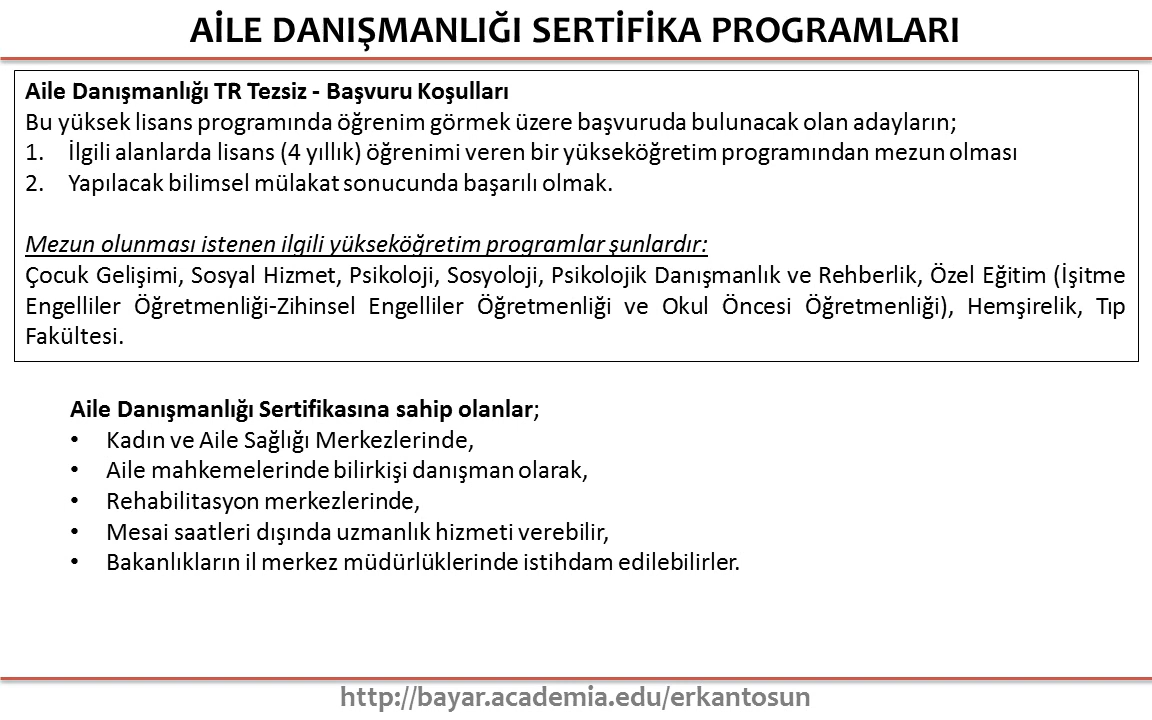 AİLE DANIŞMANLIĞI SERTİFİKA PROGRAMLARI
Aile Danışmanlığı TR Tezsiz - Başvuru Koşulları
Bu yüksek lisans programında öğrenim görmek üzere başvuruda bulunacak olan adayların;
1. İlgili alanlarda lisans (4 yıllık) öğrenimi veren bir yükseköğretim programından mezun olması
2. Yapılacak bilimsel mülakat sonucunda başarılı olmak.
Mezun olunması istenen ilgili yükseköğretim programlar şunlardır:
Çocuk Gelişimi, Sosyal Hizmet, Psikoloji, Sosyoloji, Psikolojik Danışmanlık ve Rehberlik, Özel Eğitim (İşitme
Engelliler Öğretmenliği-Zihinsel Engelliler Öğretmenliği ve Okul Öncesi Öğretmenliği), Hemşirelik, Tıp
Fakültesi.
Aile Danışmanlığı Sertifikasına sahip olanlar;
• Kadın ve Aile Sağlığı Merkezlerinde,
• Aile mahkemelerinde bilirkişi danışman olarak,
• Rehabilitasyon merkezlerinde,
• Mesai saatleri dışında uzmanlık hizmeti verebilir,
• Bakanlıkların il merkez müdürlüklerinde istihdam edilebilirler.
http://bayar.academia.edu/erkantosun